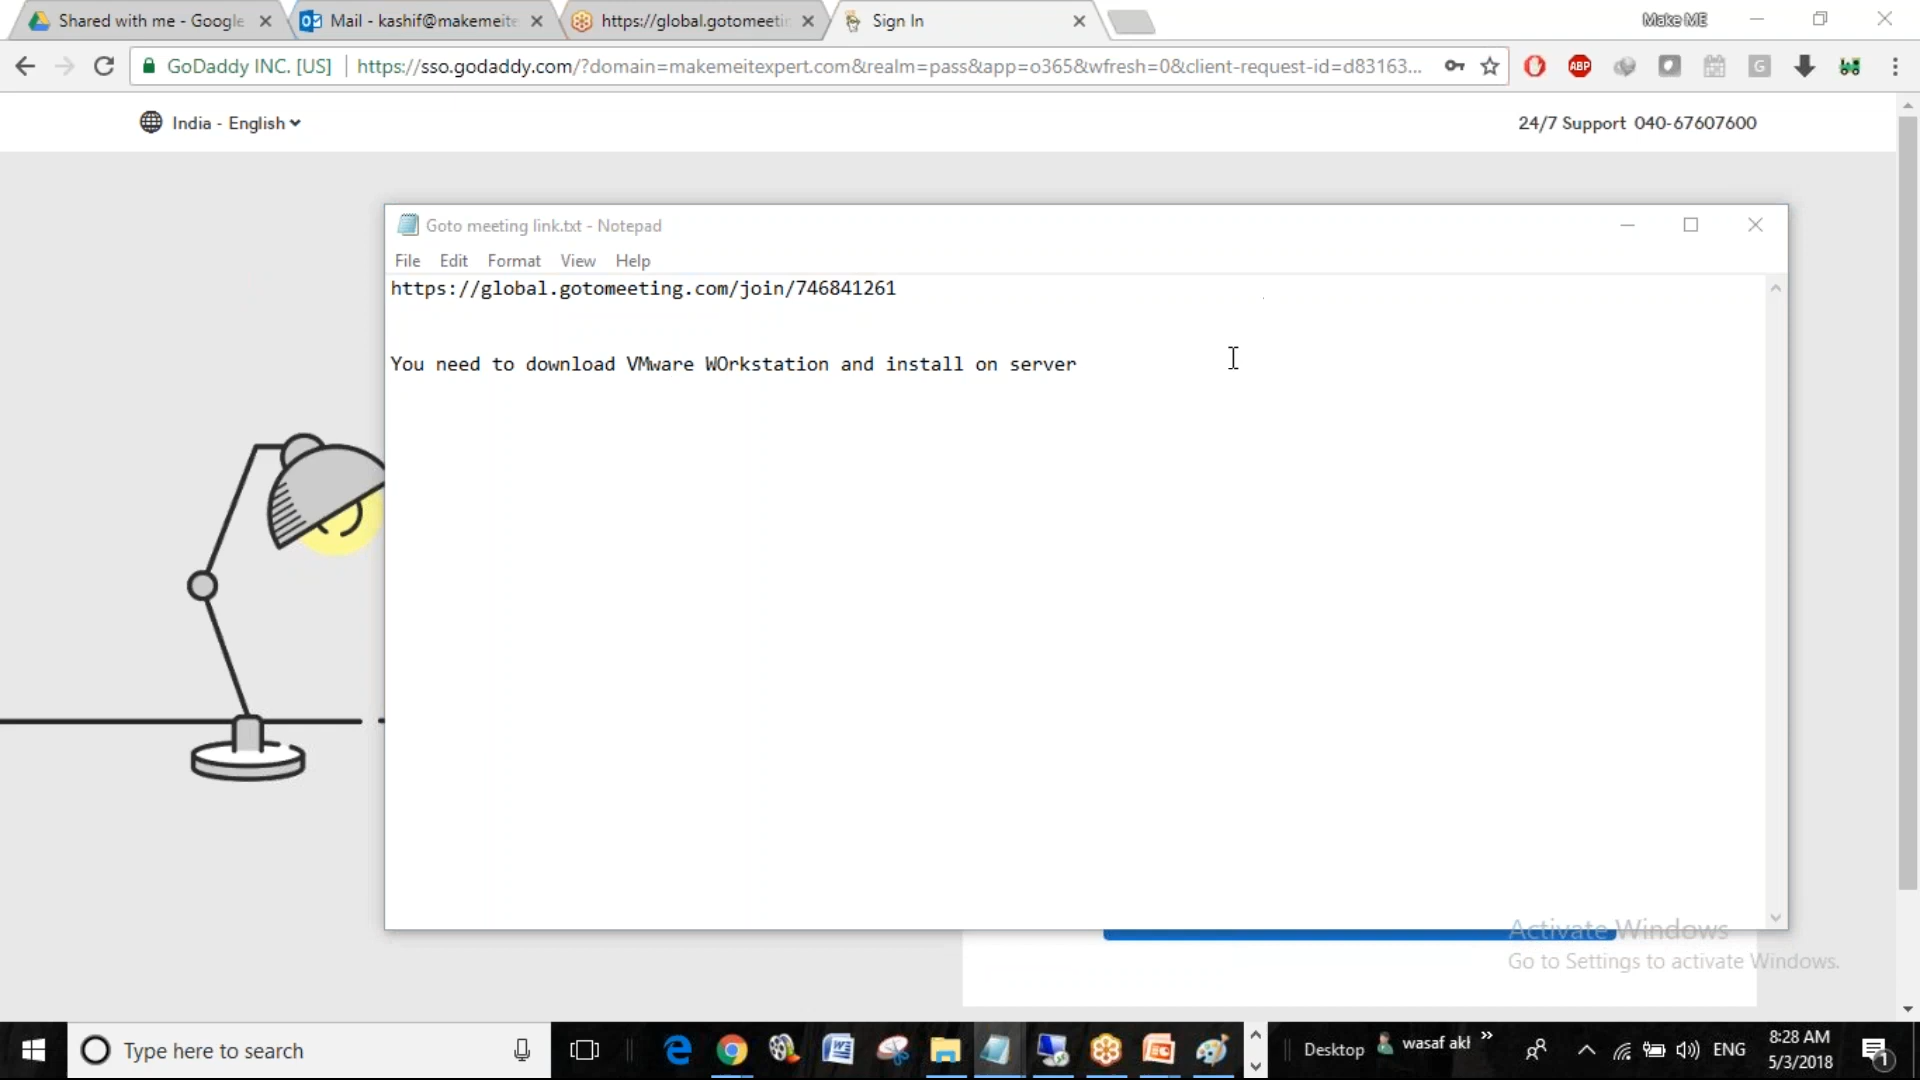 Shared with me - Google
Mail - kashif@makemeite
https://global.gotomeetin
Sign In
Make ME
GoDaddy INC. [US]
https://sso.godaddy.com/?domain=makemeitexpert.com&realm=pass&app=o365&wfresh=0&client-request-id=d83163...
ABP
G
India - English
24/7 Support 040-67607600
Goto meeting link.txt - Notepad
File Edit Format View Help
https://global.gotomeeting.com/join/746841261
You need to download VMware WOrkstation and install on server
Activate Windows
Go to Settings to activate Windows.
Type here to search
Desktop
wasaf akl
ENG
8:28 AM
5/3/2018
1